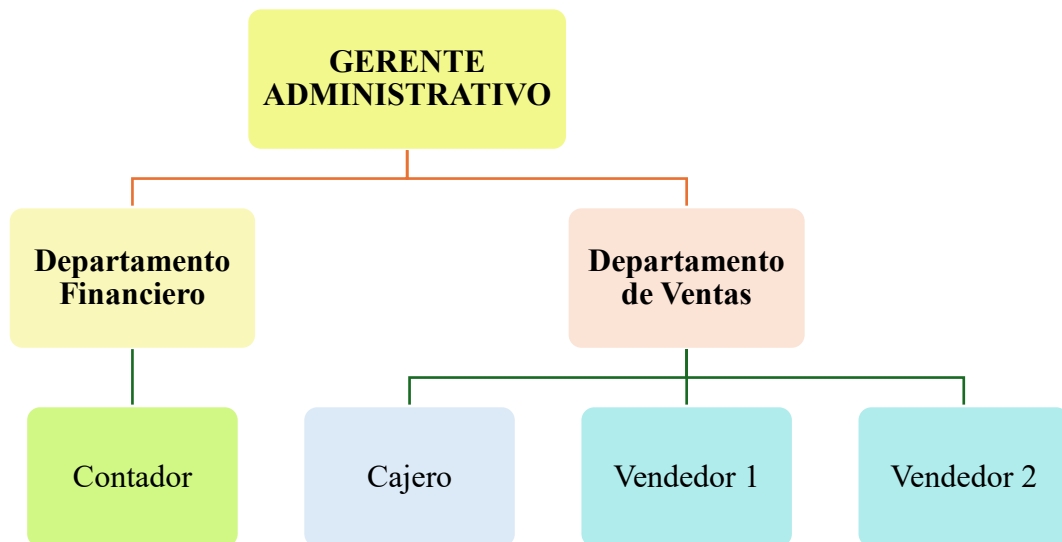 GERENTE
ADMINISTRATIVO
Departamento
Financiero
Departamento
de Ventas
Contador
Cajero
Vendedor 1
Vendedor 2